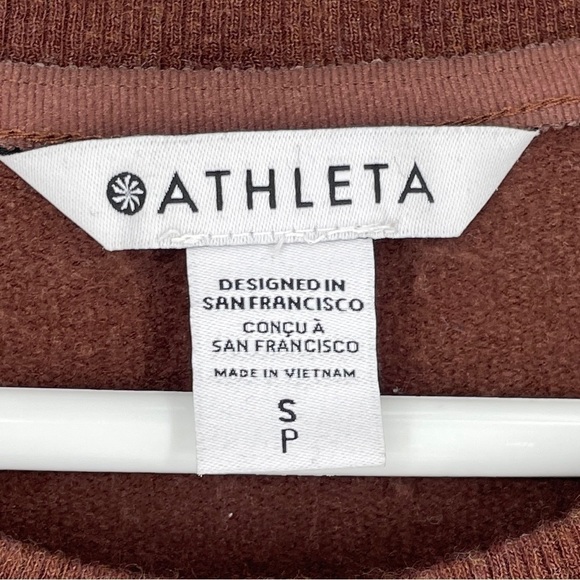 ATHLETA
DESIGNED IN
SAN FRANCISCO
CONÇU À
SAN FRANCISCO
MADE IN VIETNAM
S
P